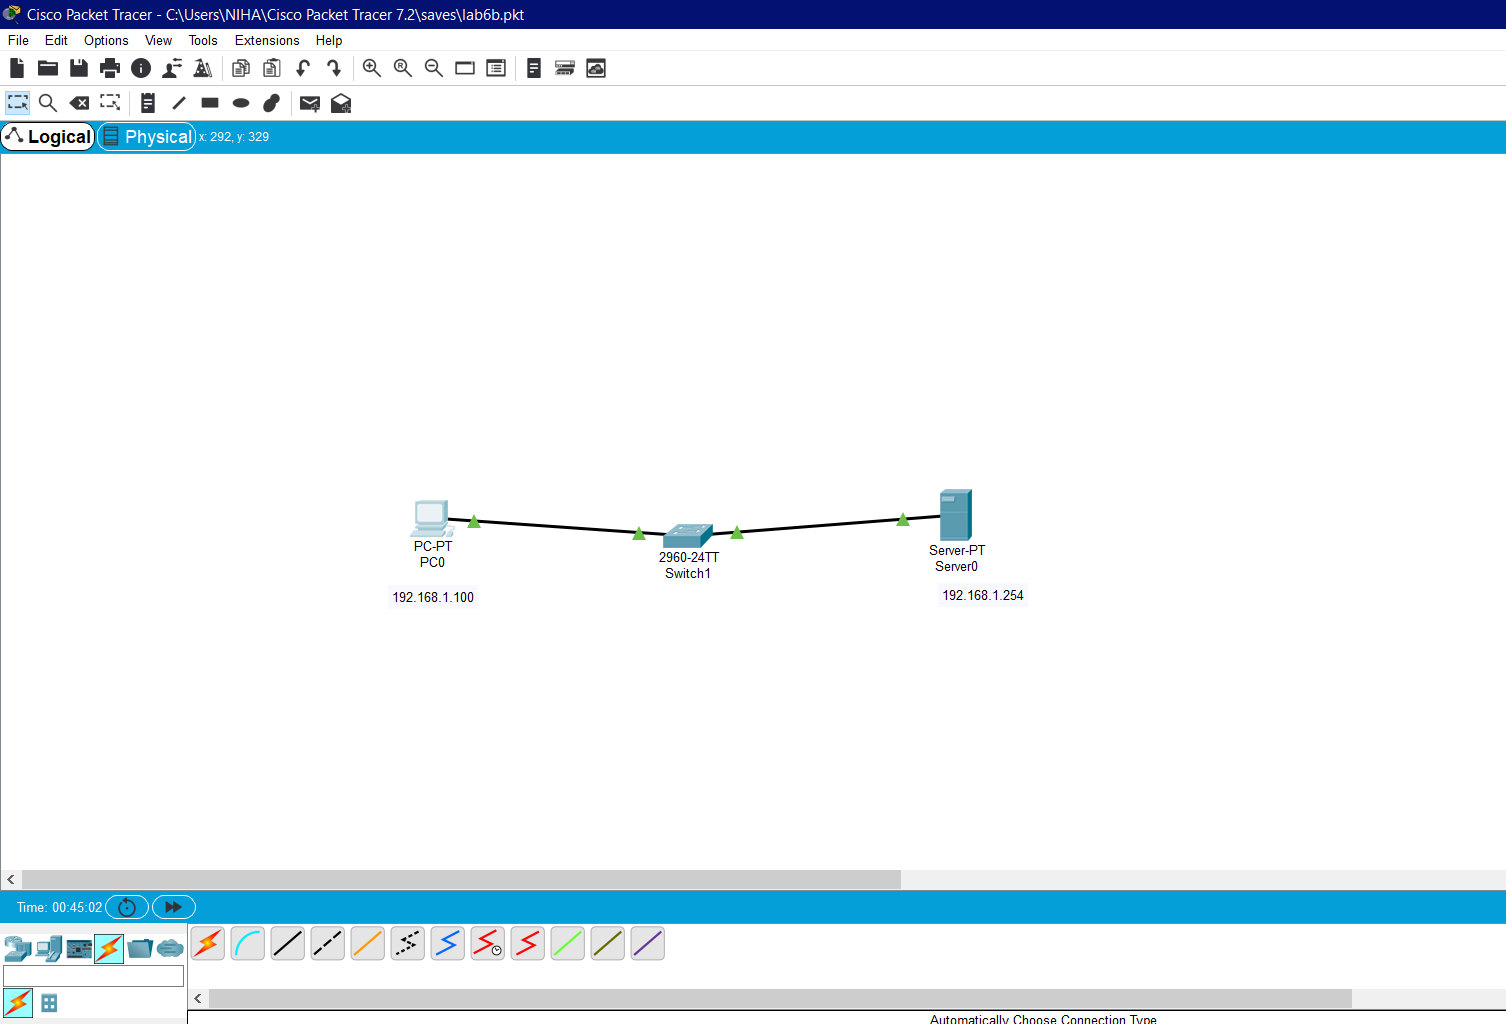 Cisco Packet Tracer - C:\Users\NIHA\Cisco Packet Tracer 7.2\saves\lab6b.pkt
File Edit Options View Tools Extensions Help
Logical Physical x: 292, y: 329
PC-PT
PC0
192.168.1.100
2960-24TT
Switch1
Server-PT
Server0
192.168.1.254
Time: 00:45:02
Automatically Choose Connection Type